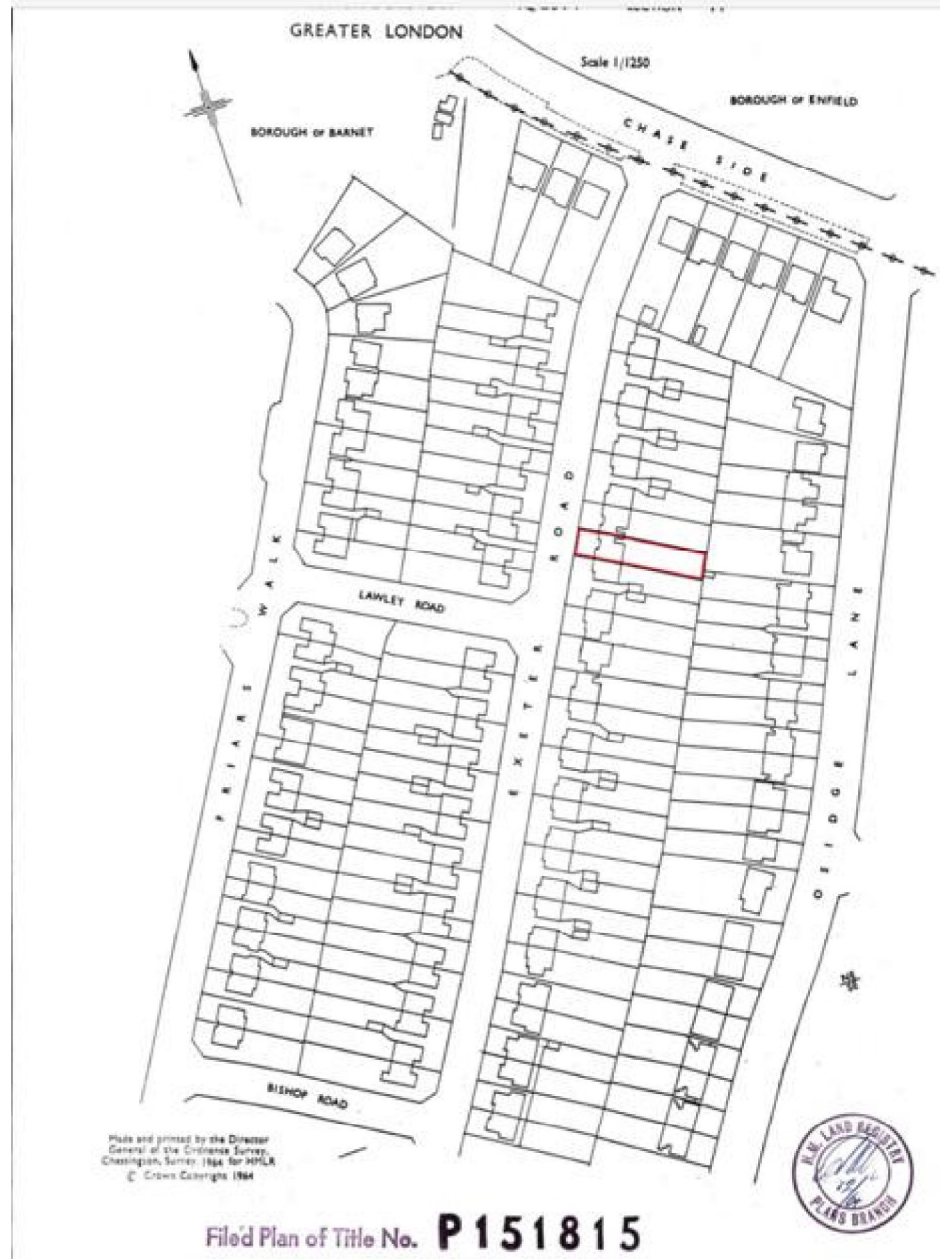 GREATER LONDON
Scale 1/1250
BOROUGH OF ENFIELD
BOROUGH OF BARNET
CHASE SIDE
EXETER ROAD
PRIARS WALK
LAWLEY ROAD
OSIDGE LANE
BISHOP ROAD
Made and printed by the Director
General of the Ordnance Survey,
Chessington, Surrey, 1964 for HMLR
© Crown Copyright 1964
H.M. LAND REGISTRY
PLANS BRANCH
Filed Plan of Title No. P151815